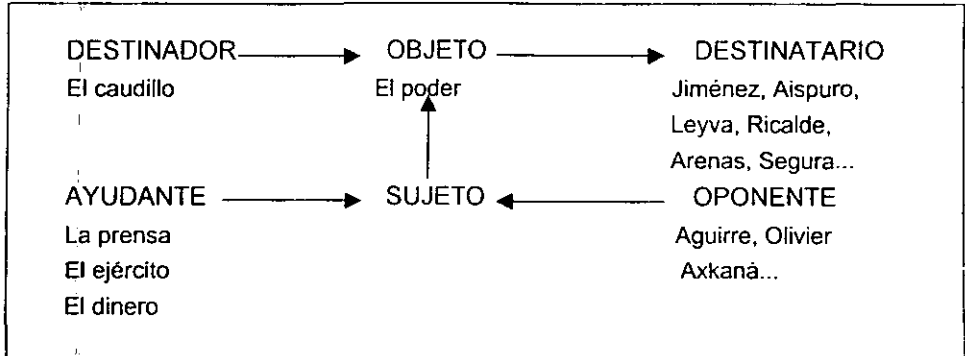 DESTINADOR OBJETO DESTINATARIO
El caudillo El poder Jiménez, Aispuro,
Leyva, Ricalde,
Arenas, Segura...
AYUDANTE SUJETO OPONENTE
La prensa Aguirre, Olivier
El ejército Axkaná...
El dinero